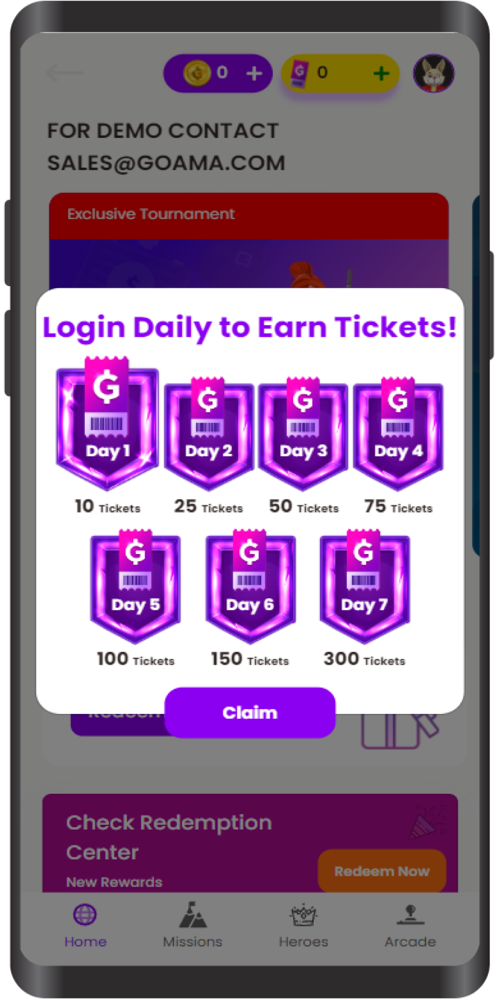 0 +
0 +
FOR DEMO CONTACT
SALES@GOAMA.COM
Exclusive Tournament
Login Daily to Earn Tickets!
Day 1 Day 2 Day 3 Day 4
10 Tickets 25 Tickets 50 Tickets 75 Tickets
Day 5 Day 6 Day 7
100 Tickets 150 Tickets 300 Tickets
Claim
Check Redemption
Center
New Rewards
Redeem Now
Home Missions Heroes Arcade